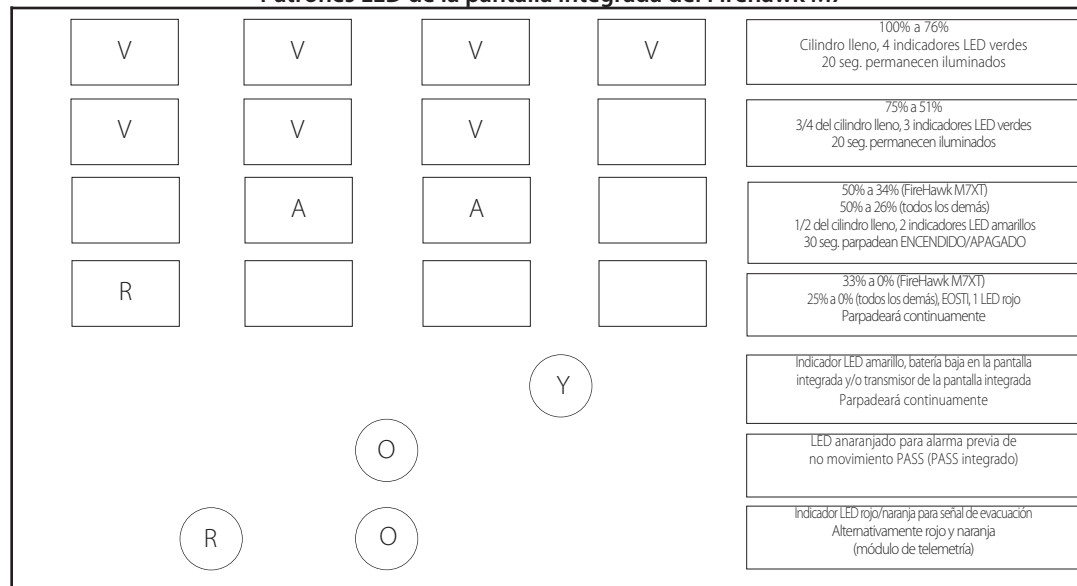 Patrones LED de la pantalla integrada del Firehawk M7
V V V V
100% a 76%
Cilindro lleno, 4 indicadores LED verdes
20 seg. permanecen iluminados
V V V
75% a 51%
3/4 del cilindro lleno, 3 indicadores LED verdes
20 seg. permanecen iluminados
A A
50% a 34% (FireHawk M7XT)
50% a 26% (todos los demás)
1/2 del cilindro lleno, 2 indicadores LED amarillos
30 seg. parpadean ENCENDIDO/APAGADO
R
33% a 0% (FireHawk M7XT)
25% a 0% (todos los demás), EOSTI, 1 LED rojo
Parpadeará continuamente
Y
Indicador LED amarillo, batería baja en la pantalla
integrada y/o transmisor de la pantalla integrada
Parpadeará continuamente
O
LED anaranjado para alarma previa de
no movimiento PASS (PASS integrado)
R O
Indicador LED rojo/naranja para señal de evacuación
Alternativamente rojo y naranja
(módulo de telemetría)